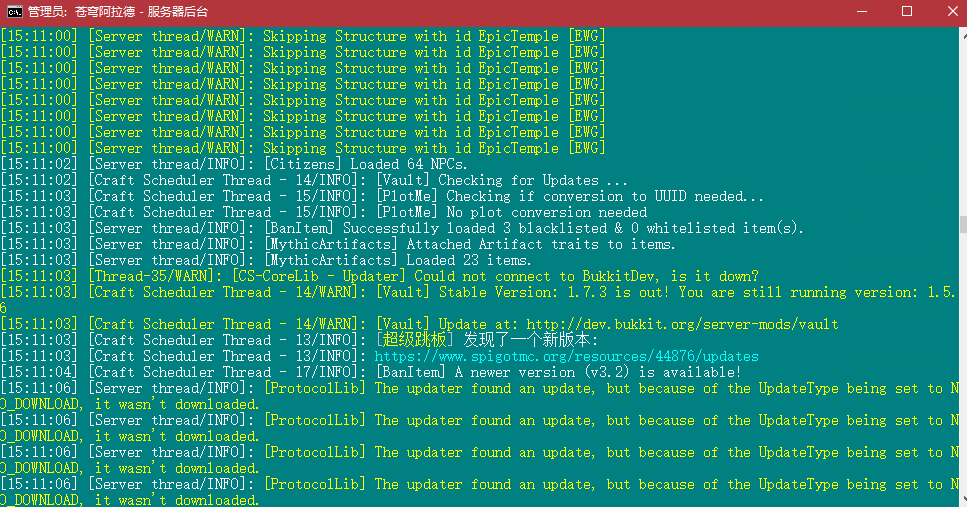 管理员: 苍穹阿拉德 - 服务器后台
[15:11:00] [Server thread/WARN]: Skipping Structure with id EpicTemple [EWG]
[15:11:00] [Server thread/WARN]: Skipping Structure with id EpicTemple [EWG]
[15:11:00] [Server thread/WARN]: Skipping Structure with id EpicTemple [EWG]
[15:11:00] [Server thread/WARN]: Skipping Structure with id EpicTemple [EWG]
[15:11:00] [Server thread/WARN]: Skipping Structure with id EpicTemple [EWG]
[15:11:00] [Server thread/WARN]: Skipping Structure with id EpicTemple [EWG]
[15:11:00] [Server thread/WARN]: Skipping Structure with id EpicTemple [EWG]
[15:11:00] [Server thread/WARN]: Skipping Structure with id EpicTemple [EWG]
[15:11:02] [Server thread/INFO]: [Citizens] Loaded 64 NPCs.
[15:11:02] [Craft Scheduler Thread - 14/INFO]: [Vault] Checking for Updates ...
[15:11:03] [Craft Scheduler Thread - 15/INFO]: [PlotMe] Checking if conversion to UUID needed...
[15:11:03] [Craft Scheduler Thread - 15/INFO]: [PlotMe] No plot conversion needed
[15:11:03] [Server thread/INFO]: [BanItem] Successfully loaded 3 blacklisted & 0 whitelisted item(s).
[15:11:03] [Server thread/INFO]: [MythicArtifacts] Attached Artifact traits to items.
[15:11:03] [Server thread/INFO]: [MythicArtifacts] Loaded 23 items.
[15:11:03] [Thread-35/WARN]: [CS-CoreLib - Updater] Could not connect to BukkitDev, is it down?
[15:11:03] [Craft Scheduler Thread - 14/WARN]: [Vault] Stable Version: 1.7.3 is out! You are still running version: 1.5.
6
[15:11:03] [Craft Scheduler Thread - 14/WARN]: [Vault] Update at: http://dev.bukkit.org/server-mods/vault
[15:11:03] [Craft Scheduler Thread - 13/INFO]: [超级跳板] 发现了一个新版本:
[15:11:03] [Craft Scheduler Thread - 13/INFO]: https://www.spigotmc.org/resources/44876/updates
[15:11:04] [Craft Scheduler Thread - 17/INFO]: [BanItem] A newer version (v3.2) is available!
[15:11:06] [Server thread/INFO]: [ProtocolLib] The updater found an update, but because of the UpdateType being set to N
O_DOWNLOAD, it wasn't downloaded.
[15:11:06] [Server thread/INFO]: [ProtocolLib] The updater found an update, but because of the UpdateType being set to N
O_DOWNLOAD, it wasn't downloaded.
[15:11:06] [Server thread/INFO]: [ProtocolLib] The updater found an update, but because of the UpdateType being set to N
O_DOWNLOAD, it wasn't downloaded.
[15:11:06] [Server thread/INFO]: [ProtocolLib] The updater found an update, but because of the UpdateType being set to N
O_DOWNLOAD, it wasn't downloaded.